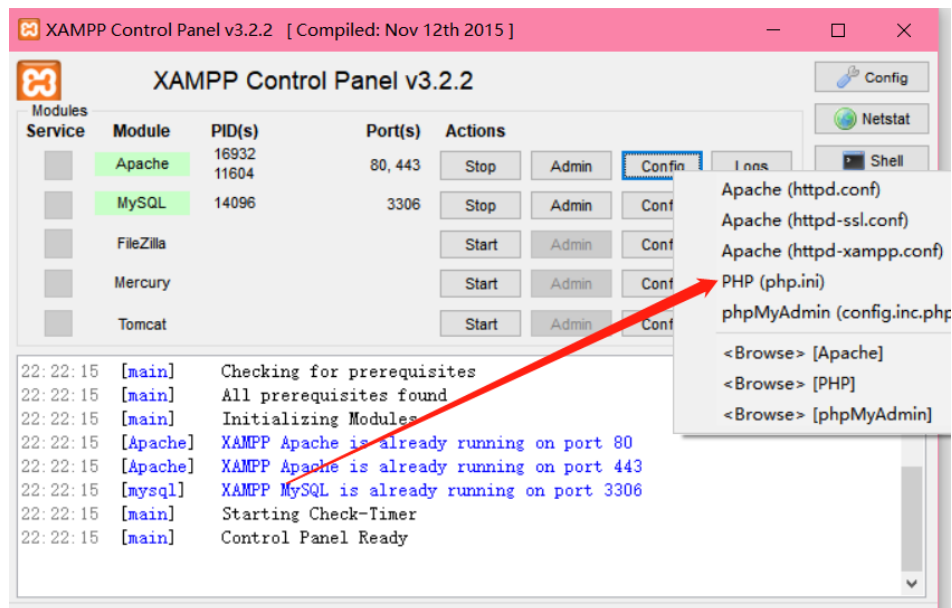 XAMPP Control Panel v3.2.2 [ Compiled: Nov 12th 2015 ]
XAMPP Control Panel v3.2.2
Config
Netstat
Shell
Modules
Service Module PID(s) Port(s) Actions
Apache 16932 11604 80, 443 Stop Admin Config Logs
MySQL 14096 3306 Stop Admin Conf
FileZilla Start Admin Conf
Mercury Start Admin Conf
Tomcat Start Admin Conf
Apache (httpd.conf)
Apache (httpd-ssl.conf)
Apache (httpd-xampp.conf)
PHP (php.ini)
phpMyAdmin (config.inc.php
<Browse> [Apache]
<Browse> [PHP]
<Browse> [phpMyAdmin]
22:22:15 [main] Checking for prerequisites
22:22:15 [main] All prerequisites found
22:22:15 [main] Initializing Modules
22:22:15 [Apache] XAMPP Apache is already running on port 80
22:22:15 [Apache] XAMPP Apache is already running on port 443
22:22:15 [mysql] XAMPP MySQL is already running on port 3306
22:22:15 [main] Starting Check-Timer
22:22:15 [main] Control Panel Ready